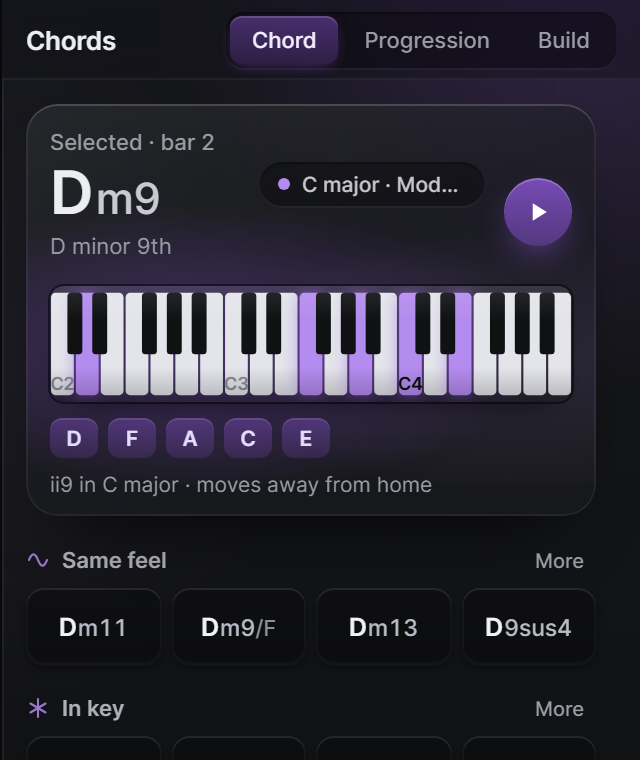 Chords
Chord
Progression
Build
Selected · bar 2
Dm9
C major · Mod...
D minor 9th
C2
C3
C4
D F A C E
ii9 in C major · moves away from home
Same feel
More
Dm11
Dm9/F
Dm13
D9sus4
In key
More